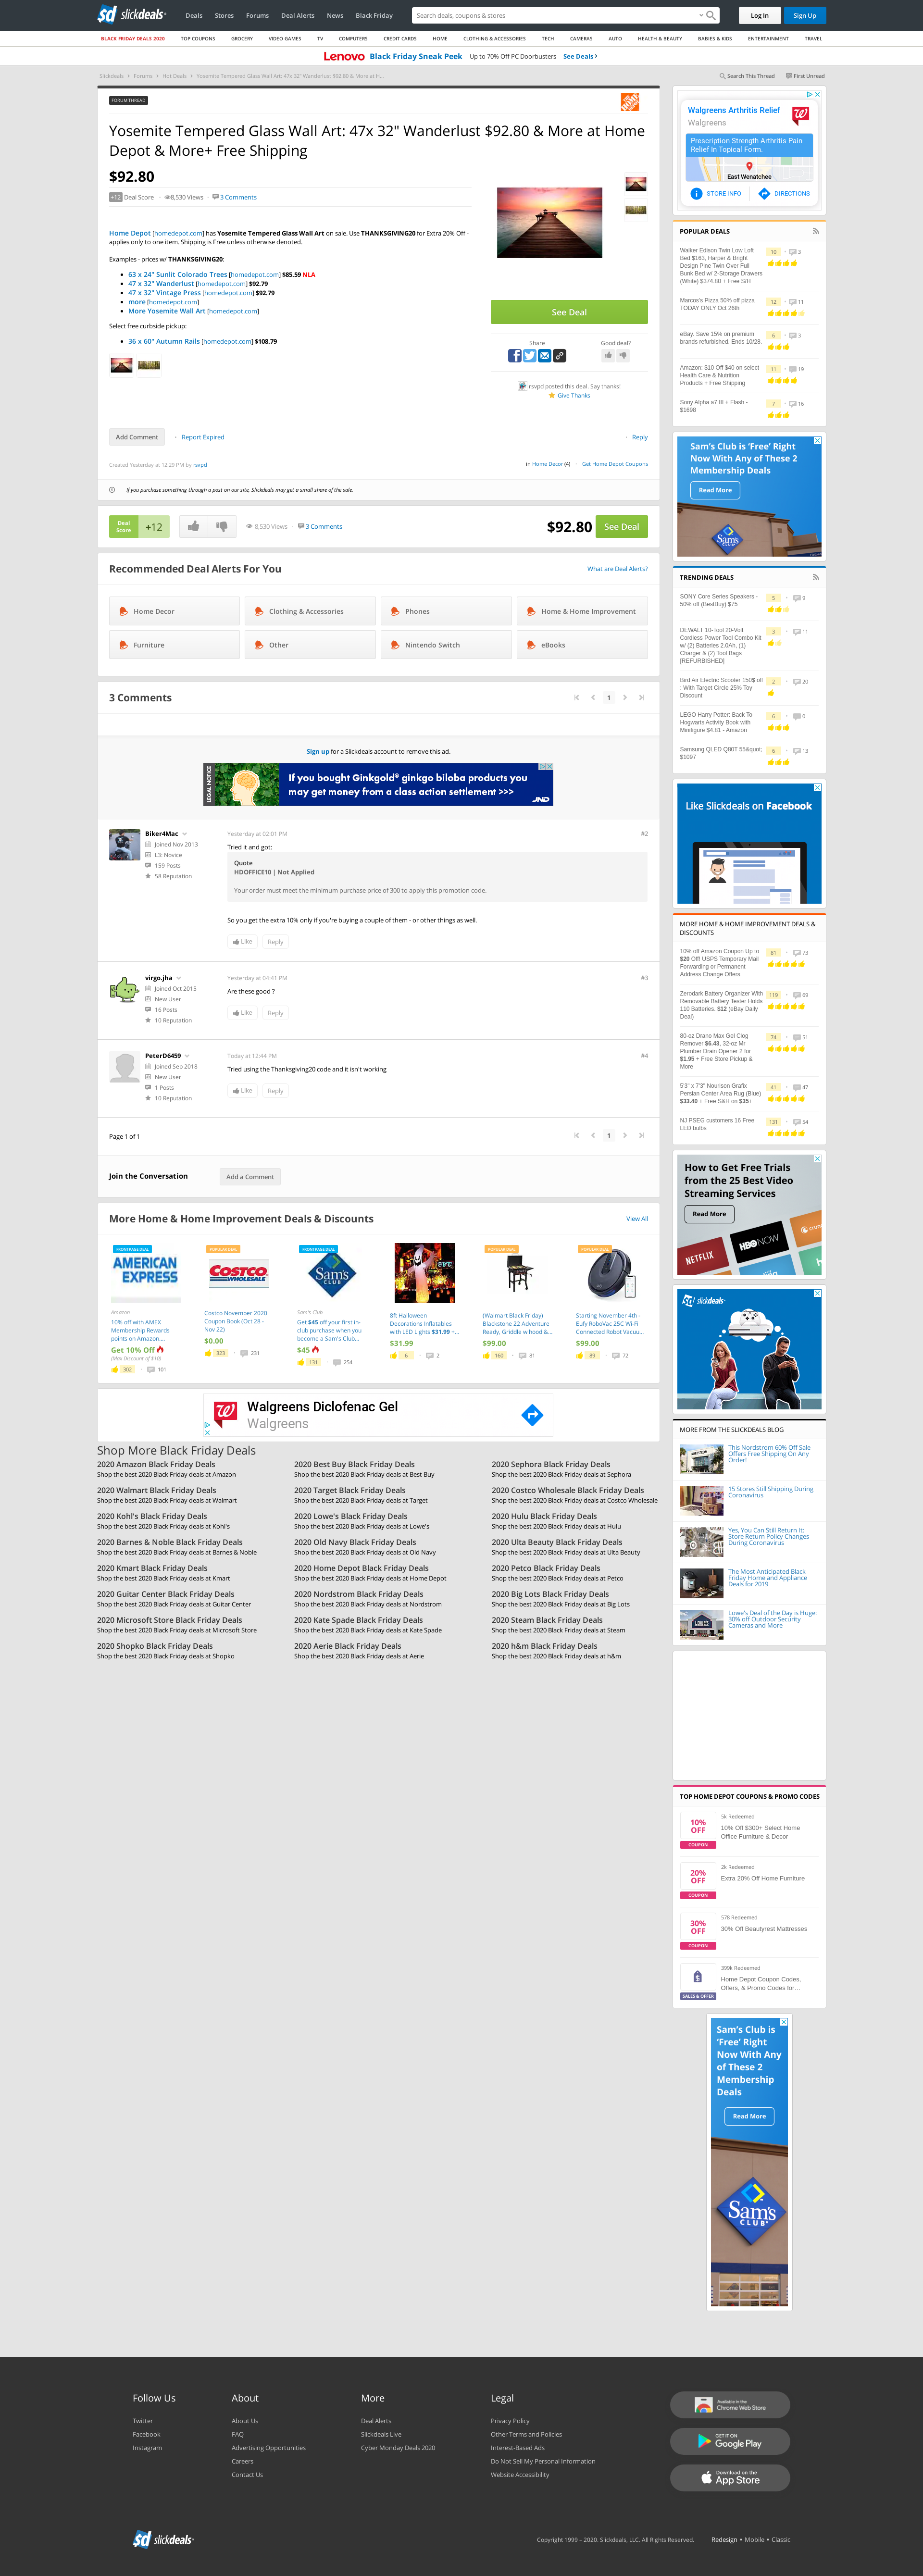 slickdeals
Deals
Stores
Forums
Deal Alerts
News
Black Friday
Search deals, coupons & stores
Log In
Sign Up
BLACK FRIDAY DEALS 2020
TOP COUPONS
GROCERY
VIDEO GAMES
TV
COMPUTERS
CREDIT CARDS
HOME
CLOTHING & ACCESSORIES
TECH
CAMERAS
AUTO
HEALTH & BEAUTY
BABIES & KIDS
ENTERTAINMENT
TRAVEL
Lenovo Black Friday Sneak Peek Up to 70% Off PC Doorbusters See Deals ›
Slickdeals › Forums › Hot Deals › Yosemite Tempered Glass Wall Art: 47x 32" Wanderlust $92.80 & More at H...
Search This Thread
First Unread
FORUM THREAD
Yosemite Tempered Glass Wall Art: 47x 32" Wanderlust $92.80 & More at Home
Depot & More+ Free Shipping
$92.80
+12 Deal Score
8,530 Views
3 Comments
Home Depot [homedepot.com] has Yosemite Tempered Glass Wall Art on sale. Use THANKSGIVING20 for Extra 20% Off -
applies only to one item. Shipping is Free unless otherwise denoted.
Examples - prices w/ THANKSGIVING20:
63 x 24" Sunlit Colorado Trees [homedepot.com] $85.59 NLA
47 x 32" Wanderlust [homedepot.com] $92.79
47 x 32" Vintage Press [homedepot.com] $92.79
more [homedepot.com]
More Yosemite Wall Art [homedepot.com]
Select free curbside pickup:
36 x 60" Autumn Rails [homedepot.com] $108.79
See Deal
Share
Good deal?
rsvpd posted this deal. Say thanks!
Give Thanks
Add Comment
Report Expired
Reply
Created Yesterday at 12:29 PM by rsvpd
in Home Decor (4)
Get Home Depot Coupons
If you purchase something through a post on our site, Slickdeals may get a small share of the sale.
Deal
Score
+12
8,530 Views
3 Comments
$92.80
See Deal
Recommended Deal Alerts For You
What are Deal Alerts?
Home Decor
Clothing & Accessories
Phones
Home & Home Improvement
Furniture
Other
Nintendo Switch
eBooks
3 Comments
1
Sign up for a Slickdeals account to remove this ad.
LEGAL NOTICE
If you bought Ginkgold® ginkgo biloba products you
may get money from a class action settlement >>>
JND
Biker4Mac
Joined Nov 2013
L3: Novice
159 Posts
58 Reputation
Yesterday at 02:01 PM
#2
Tried it and got:
Quote
HDOFFICE10 | Not Applied
Your order must meet the minimum purchase price of 300 to apply this promotion code.
So you get the extra 10% only if you're buying a couple of them - or other things as well.
Like
Reply
virgo.jha
Joined Oct 2015
New User
16 Posts
10 Reputation
Yesterday at 04:41 PM
#3
Are these good ?
Like
Reply
PeterD6459
Joined Sep 2018
New User
1 Posts
10 Reputation
Today at 12:44 PM
#4
Tried using the Thanksgiving20 code and it isn't working
Like
Reply
Page 1 of 1
1
Join the Conversation
Add a Comment
More Home & Home Improvement Deals & Discounts
View All
FRONTPAGE DEAL
AMERICAN
EXPRESS
Amazon
10% off with AMEX
Membership Rewards
points on Amazon....
Get 10% Off
(Max Discount of $10)
302
101
POPULAR DEAL
COSTCO
WHOLESALE
Costco November 2020
Coupon Book (Oct 28 -
Nov 22)
$0.00
323
231
FRONTPAGE DEAL
Sam's
CLUB
Sam's Club
Get $45 off your first in-
club purchase when you
become a Sam's Club...
$45
131
254
8ft Halloween
Decorations Inflatables
with LED Lights $31.99 +...
$31.99
6
2
POPULAR DEAL
(Walmart Black Friday)
Blackstone 22 Adventure
Ready, Griddle w hood &...
$99.00
160
81
POPULAR DEAL
Starting November 4th -
Eufy RoboVac 25C Wi-Fi
Connected Robot Vacuu...
$99.00
89
72
Walgreens Diclofenac Gel
Walgreens
Shop More Black Friday Deals
2020 Amazon Black Friday Deals
Shop the best 2020 Black Friday deals at Amazon
2020 Best Buy Black Friday Deals
Shop the best 2020 Black Friday deals at Best Buy
2020 Sephora Black Friday Deals
Shop the best 2020 Black Friday deals at Sephora
2020 Walmart Black Friday Deals
Shop the best 2020 Black Friday deals at Walmart
2020 Target Black Friday Deals
Shop the best 2020 Black Friday deals at Target
2020 Costco Wholesale Black Friday Deals
Shop the best 2020 Black Friday deals at Costco Wholesale
2020 Kohl's Black Friday Deals
Shop the best 2020 Black Friday deals at Kohl's
2020 Lowe's Black Friday Deals
Shop the best 2020 Black Friday deals at Lowe's
2020 Hulu Black Friday Deals
Shop the best 2020 Black Friday deals at Hulu
2020 Barnes & Noble Black Friday Deals
Shop the best 2020 Black Friday deals at Barnes & Noble
2020 Old Navy Black Friday Deals
Shop the best 2020 Black Friday deals at Old Navy
2020 Ulta Beauty Black Friday Deals
Shop the best 2020 Black Friday deals at Ulta Beauty
2020 Kmart Black Friday Deals
Shop the best 2020 Black Friday deals at Kmart
2020 Home Depot Black Friday Deals
Shop the best 2020 Black Friday deals at Home Depot
2020 Petco Black Friday Deals
Shop the best 2020 Black Friday deals at Petco
2020 Guitar Center Black Friday Deals
Shop the best 2020 Black Friday deals at Guitar Center
2020 Nordstrom Black Friday Deals
Shop the best 2020 Black Friday deals at Nordstrom
2020 Big Lots Black Friday Deals
Shop the best 2020 Black Friday deals at Big Lots
2020 Microsoft Store Black Friday Deals
Shop the best 2020 Black Friday deals at Microsoft Store
2020 Kate Spade Black Friday Deals
Shop the best 2020 Black Friday deals at Kate Spade
2020 Steam Black Friday Deals
Shop the best 2020 Black Friday deals at Steam
2020 Shopko Black Friday Deals
Shop the best 2020 Black Friday deals at Shopko
2020 Aerie Black Friday Deals
Shop the best 2020 Black Friday deals at Aerie
2020 h&m Black Friday Deals
Shop the best 2020 Black Friday deals at h&m
Walgreens Arthritis Relief
Walgreens
Prescription Strength Arthritis Pain
Relief In Topical Form.
East Wenatchee
STORE INFO
DIRECTIONS
POPULAR DEALS
Walker Edison Twin Low Loft
Bed $163, Harper & Bright
Design Pine Twin Over Full
Bunk Bed w/ 2-Storage Drawers
(White) $374.80 + Free S/H
10
3
Marcos's Pizza 50% off pizza
TODAY ONLY Oct 26th
12
11
eBay. Save 15% on premium
brands refurbished. Ends 10/28.
6
3
Amazon: $10 Off $40 on select
Health Care & Nutrition
Products + Free Shipping
11
19
Sony Alpha a7 III + Flash -
$1698
7
16
Sam's Club is 'Free' Right
Now With Any of These 2
Membership Deals
Read More
Sam's
CLUB
TRENDING DEALS
SONY Core Series Speakers -
50% off (BestBuy) $75
5
9
DEWALT 10-Tool 20-Volt
Cordless Power Tool Combo Kit
w/ (2) Batteries 2.0Ah, (1)
Charger & (2) Tool Bags
[REFURBISHED]
3
11
Bird Air Electric Scooter 150$ off
: With Target Circle 25% Toy
Discount
2
20
LEGO Harry Potter: Back To
Hogwarts Activity Book with
Minifigure $4.81 - Amazon
6
0
Samsung QLED Q80T 55&quot;
$1097
6
13
Like Slickdeals on Facebook
MORE HOME & HOME IMPROVEMENT DEALS &
DISCOUNTS
10% off Amazon Coupon Up to
$20 Off! USPS Temporary Mail
Forwarding or Permanent
Address Change Offers
81
73
Zerodark Battery Organizer With
Removable Battery Tester Holds
110 Batteries. $12 (eBay Daily
Deal)
119
69
80-oz Drano Max Gel Clog
Remover $6.43, 32-oz Mr
Plumber Drain Opener 2 for
$1.95 + Free Store Pickup &
More
74
51
5'3" x 7'3" Nourison Grafix
Persian Center Area Rug (Blue)
$33.40 + Free S&H on $35+
41
47
NJ PSEG customers 16 Free
LED bulbs
131
54
How to Get Free Trials
from the 25 Best Video
Streaming Services
Read More
NETFLIX
HBO NOW
slickdeals
MORE FROM THE SLICKDEALS BLOG
This Nordstrom 60% Off Sale
Offers Free Shipping On Any
Order!
15 Stores Still Shipping During
Coronavirus
Yes, You Can Still Return It:
Store Return Policy Changes
During Coronavirus
The Most Anticipated Black
Friday Home and Appliance
Deals for 2019
Lowe's Deal of the Day is Huge:
30% off Outdoor Security
Cameras and More
TOP HOME DEPOT COUPONS & PROMO CODES
10%
OFF
COUPON
5k Redeemed
10% Off $300+ Select Home
Office Furniture & Decor
20%
OFF
COUPON
2k Redeemed
Extra 20% Off Home Furniture
30%
OFF
COUPON
578 Redeemed
30% Off Beautyrest Mattresses
SALES & OFFER
399k Redeemed
Home Depot Coupon Codes,
Offers, & Promo Codes for...
Sam's Club is
'Free' Right
Now With Any
of These 2
Membership
Deals
Read More
Sam's
CLUB
Follow Us
Twitter
Facebook
Instagram
About
About Us
FAQ
Advertising Opportunities
Careers
Contact Us
More
Deal Alerts
Slickdeals Live
Cyber Monday Deals 2020
Legal
Privacy Policy
Other Terms and Policies
Interest-Based Ads
Do Not Sell My Personal Information
Website Accessibility
Available in the
Chrome Web Store
GET IT ON
Google Play
Download on the
App Store
slickdeals
Copyright 1999 – 2020. Slickdeals, LLC. All Rights Reserved.
Redesign • Mobile • Classic